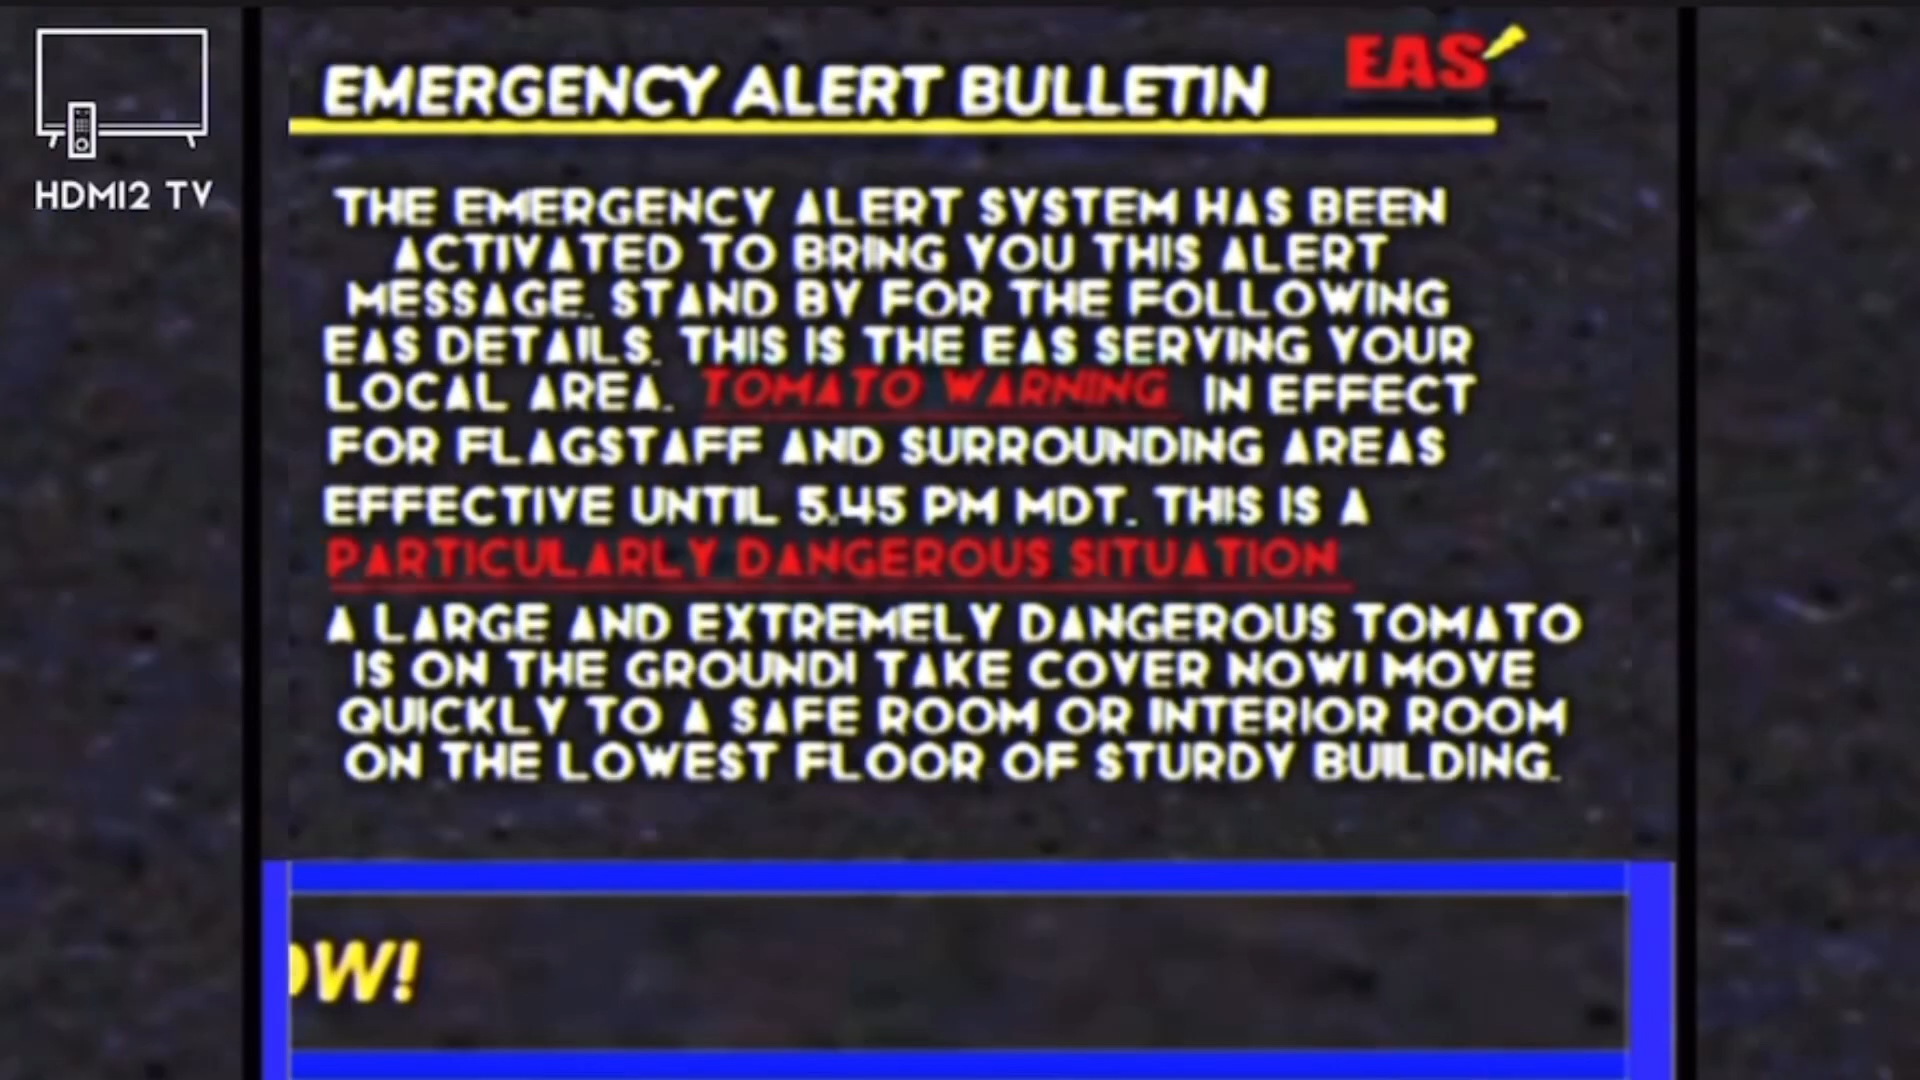 EAS
EMERGENCY ALERT BULLETIN
HDMI2 TV
THE EMERGENCY ALERT SYSTEM HAS BEEN
ACTIVATED TO BRING YOU THIS ALERT
MESSAGE. STAND BY FOR THE FOLLOWING
EAS DETAILS. THIS IS THE EAS SERVING YOUR
LOCAL AREA. TOMATO WARNING IN EFFECT
FOR FLAGSTAFF AND SURROUNDING AREAS
EFFECTIVE UNTIL 5.45 PM MDT. THIS IS A
PARTICULARLY DANGEROUS SITUATION
A LARGE AND EXTREMELY DANGEROUS TOMATO
IS ON THE GROUND! TAKE COVER NOW! MOVE
QUICKLY TO A SAFE ROOM OR INTERIOR ROOM
ON THE LOWEST FLOOR OF STURDY BUILDING.
OW!